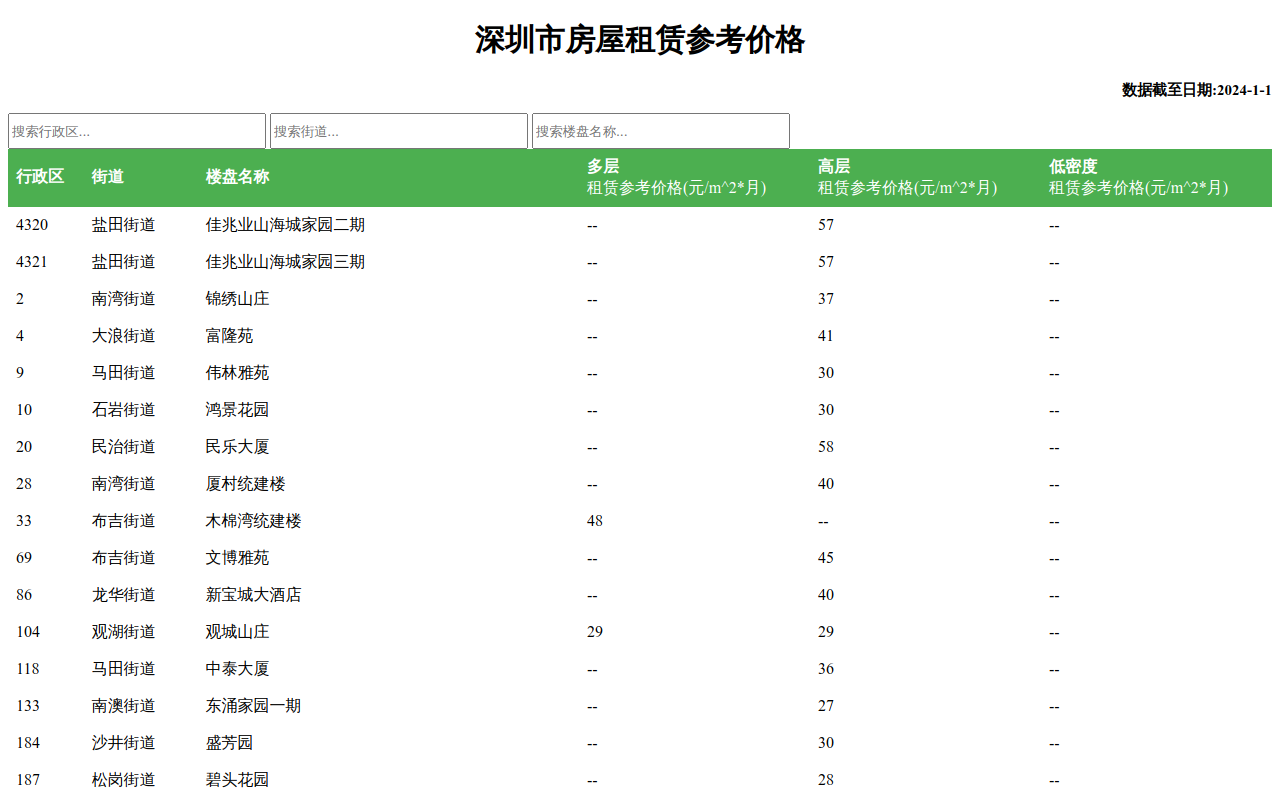 深圳市房屋租赁参考价格
数据截至日期:2024-1-1
搜索行政区... 搜索街道... 搜索楼盘名称...
行政区 街道 楼盘名称 多层 高层 低密度
租赁参考价格(元/m^2*月) 租赁参考价格(元/m^2*月) 租赁参考价格(元/m^2*月)
4320 盐田街道 佳兆业山海城家园二期 -- 57 --
4321 盐田街道 佳兆业山海城家园三期 -- 57 --
2 南湾街道 锦绣山庄 -- 37 --
4 大浪街道 富隆苑 -- 41 --
9 马田街道 伟林雅苑 -- 30 --
10 石岩街道 鸿景花园 -- 30 --
20 民治街道 民乐大厦 -- 58 --
28 南湾街道 厦村统建楼 -- 40 --
33 布吉街道 木棉湾统建楼 48 -- --
69 布吉街道 文博雅苑 -- 45 --
86 龙华街道 新宝城大酒店 -- 40 --
104 观湖街道 观城山庄 29 29 --
118 马田街道 中泰大厦 -- 36 --
133 南澳街道 东涌家园一期 -- 27 --
184 沙井街道 盛芳园 -- 30 --
187 松岗街道 碧头花园 -- 28 --